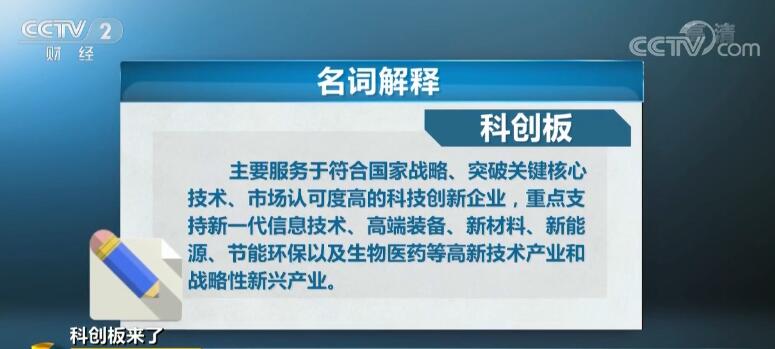 CCTV 2
财经
高清
CCTV.com
名词解释
科创板
主要服务于符合国家战略、突破关键核心
技术、市场认可度高的科技创新企业，重点支
持新一代信息技术、高端装备、新材料、新能
源、节能环保以及生物医药等高新技术产业和
战略性新兴产业。
科创板来了